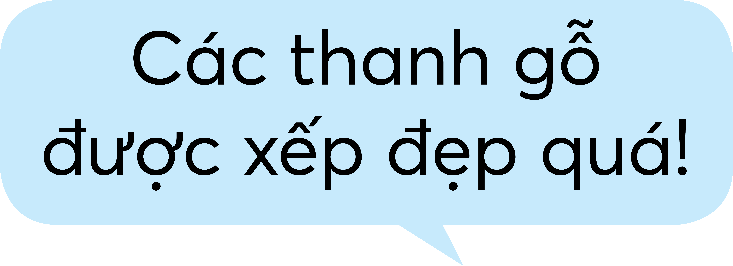 Các thanh gỗ
được xếp đẹp quá!